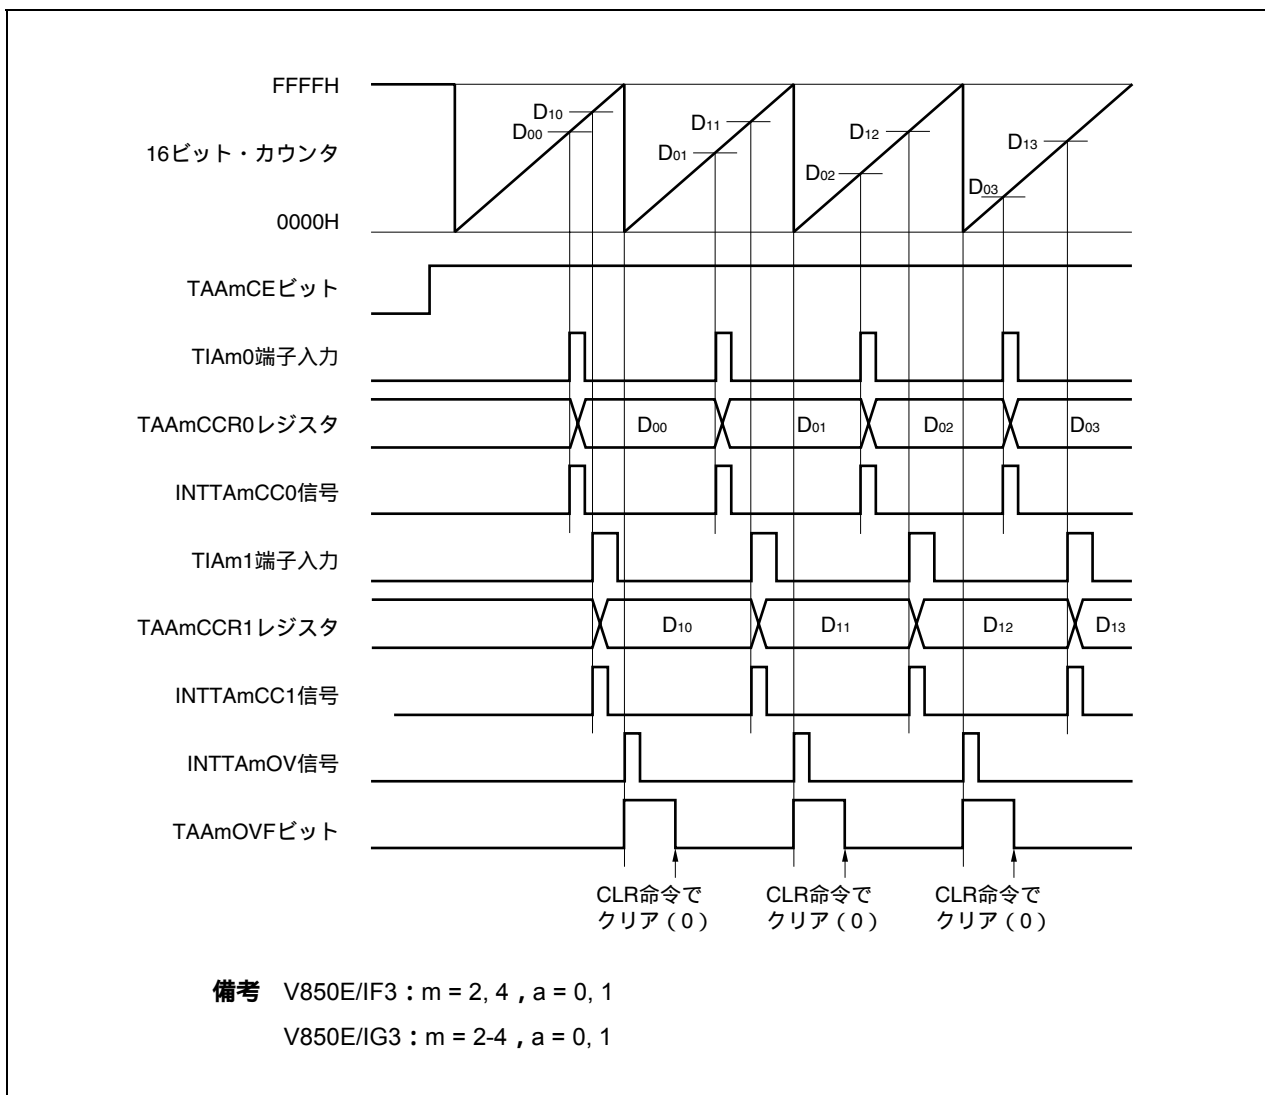 FFFFH
16ビット・カウンタ
0000H
D10
D00
D11
D01
D12
D02
D13
D03
TAAmCEビット
TIAm0端子入力
TAAmCCR0レジスタ
D00
D01
D02
D03
INTTAmCC0信号
TIAm1端子入力
TAAmCCR1レジスタ
D10
D11
D12
D13
INTTAmCC1信号
INTTAmOV信号
TAAmOVFビット
CLR命令で
クリア（0）
CLR命令で
クリア（0）
CLR命令で
クリア（0）
備考 V850E/IF3：m = 2, 4，a = 0, 1
V850E/IG3：m = 2-4，a = 0, 1